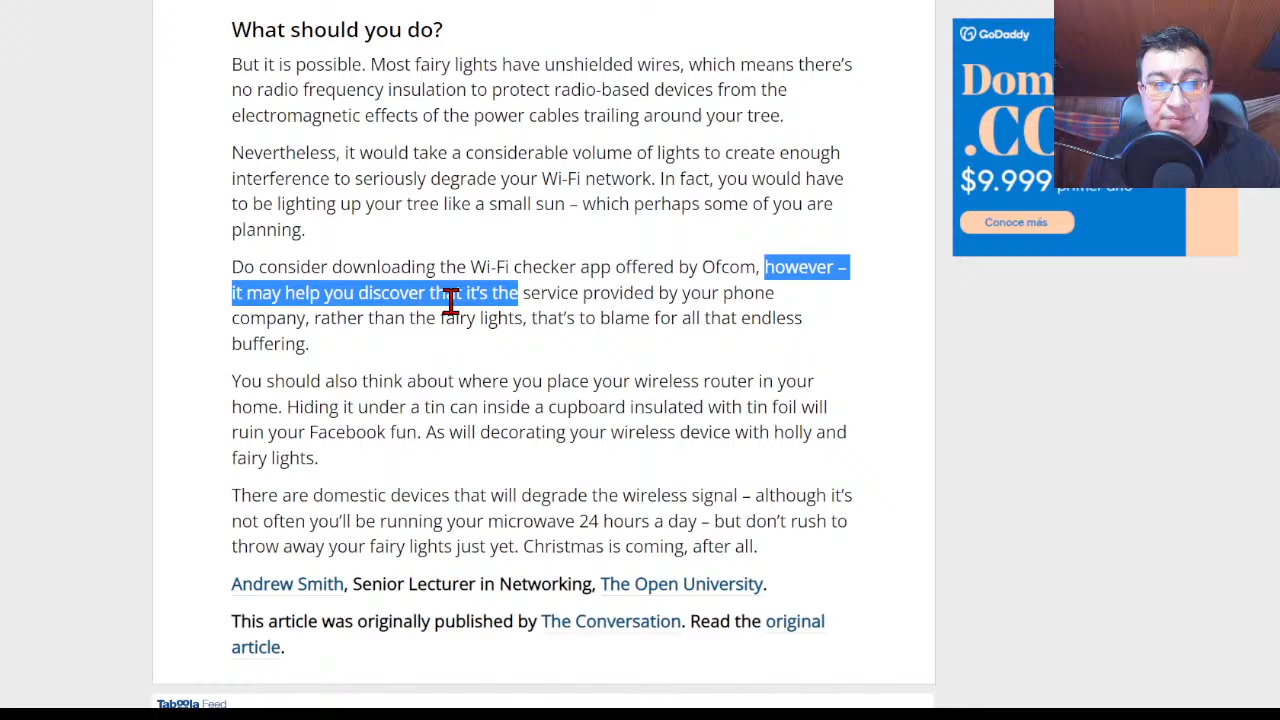 What should you do?
But it is possible. Most fairy lights have unshielded wires, which means there’s
no radio frequency insulation to protect radio-based devices from the
electromagnetic effects of the power cables trailing around your tree.
Nevertheless, it would take a considerable volume of lights to create enough
interference to seriously degrade your Wi-Fi network. In fact, you would have
to be lighting up your tree like a small sun – which perhaps some of you are
planning.
Do consider downloading the Wi-Fi checker app offered by Ofcom, however –
it may help you discover that it’s the service provided by your phone
company, rather than the fairy lights, that’s to blame for all that endless
buffering.
You should also think about where you place your wireless router in your
home. Hiding it under a tin can inside a cupboard insulated with tin foil will
ruin your Facebook fun. As will decorating your wireless device with holly and
fairy lights.
There are domestic devices that will degrade the wireless signal – although it’s
not often you’ll be running your microwave 24 hours a day – but don’t rush to
throw away your fairy lights just yet. Christmas is coming, after all.
Andrew Smith, Senior Lecturer in Networking, The Open University.
This article was originally published by The Conversation. Read the original
article.
Taboola Feed
GoDaddy
Dom
.CO
$9.999 primer año
Conoce más